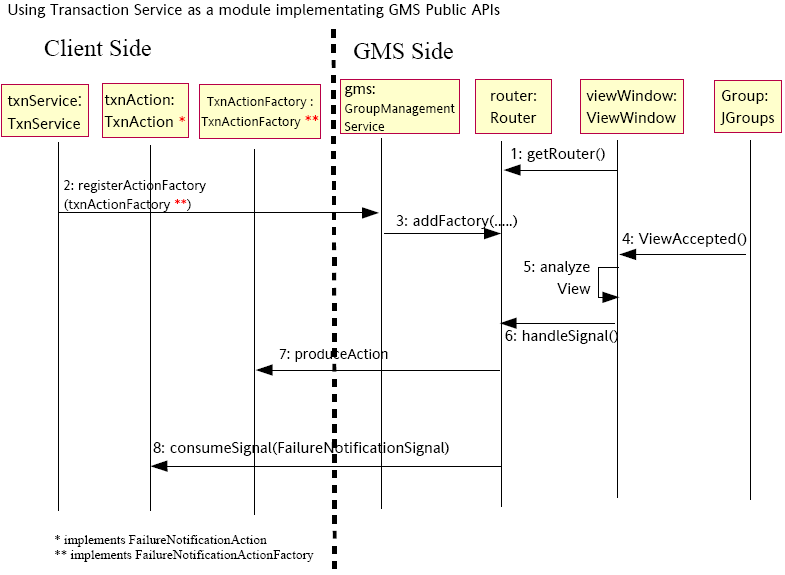 Using Transaction Service as a module implementating GMS Public APIs
Client Side
GMS Side
txnService:
TxnService
txnAction:
TxnAction *
TxnActionFactory :
TxnActionFactory **
gms:
GroupManagement
Service
router:
Router
viewWindow:
ViewWindow
Group:
JGroups
1: getRouter()
2: registerActionFactory
(txnActionFactory **)
3: addFactory(.....)
4: ViewAccepted()
5: analyze
View
6: handleSignal()
7: produceAction
8: consumeSignal(FailureNotificationSignal)
* implements FailureNotificationAction
** implements FailureNotificationActionFactory